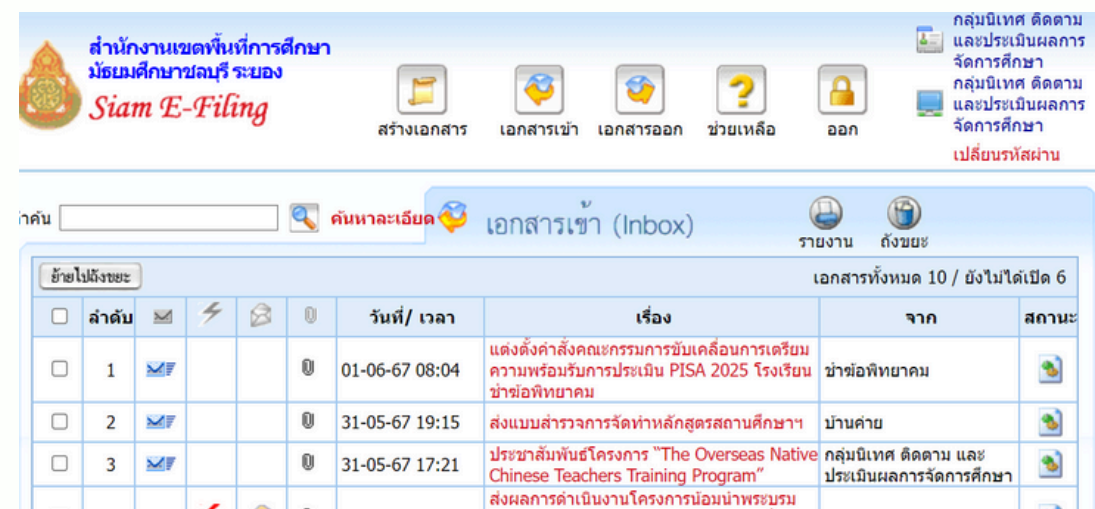 สำนักงานเขตพื้นที่การศึกษา
มัธยมศึกษาชลบุรี ระยอง
Siam E-Filing
สร้างเอกสาร
เอกสารเข้า
เอกสารออก
ช่วยเหลือ
ออก
กลุ่มนิเทศ ติดตาม
และประเมินผลการ
จัดการศึกษา
กลุ่มนิเทศ ติดตาม
และประเมินผลการ
จัดการศึกษา
เปลี่ยนรหัสผ่าน
ค้นหาละเอียด
เอกสารเข้า (Inbox)
รายงาน
ถังขยะ
ย้ายไปถังขยะ
เอกสารทั้งหมด 10 / ยังไม่ได้เปิด 6
ลำดับ วันที่/ เวลา เรื่อง จาก สถานะ
1 01-06-67 08:04
แต่งตั้งคำสั่งคณะกรรมการขับเคลื่อนการเตรียม
ความพร้อมรับการประเมิน PISA 2025 โรงเรียน
ชำฆ้อพิทยาคม
ชำฆ้อพิทยาคม
2 31-05-67 19:15 ส่งแบบสำรวจการจัดทำหลักสูตรสถานศึกษาฯ บ้านค่าย
3 31-05-67 17:21
ประชาสัมพันธ์โครงการ "The Overseas Native
Chinese Teachers Training Program"
กลุ่มนิเทศ ติดตาม และ
ประเมินผลการจัดการศึกษา
ส่งผลการดำเนินงานโครงการน้อมนำพระบรม